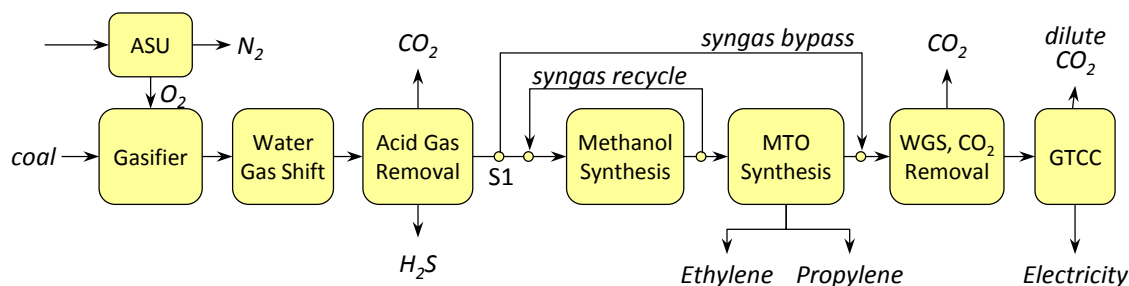 ASU
N2
CO2
syngas bypass
CO2
dilute
CO2
O2
syngas recycle
coal
Gasifier
Water
Gas Shift
Acid Gas
Removal
S1
Methanol
Synthesis
MTO
Synthesis
WGS, CO2
Removal
GTCC
H2S
Ethylene
Propylene
Electricity